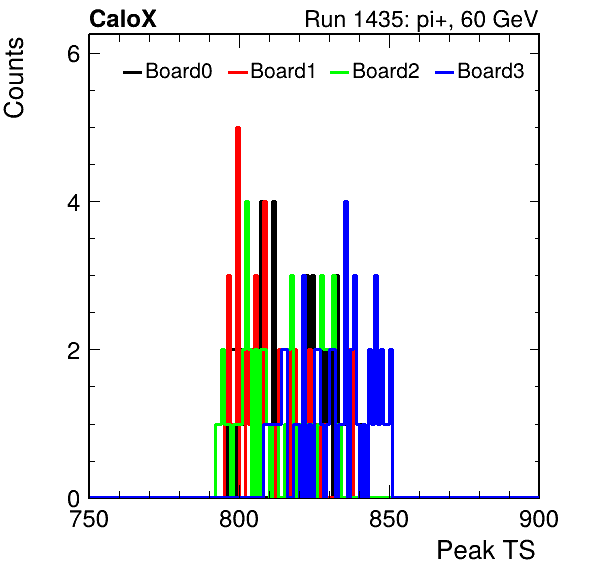 CaloX Run 1435: pi+, 60 GeV
Counts
6
Board0 Board1 Board2 Board3
4
2
0
750 800 850 900
Peak TS